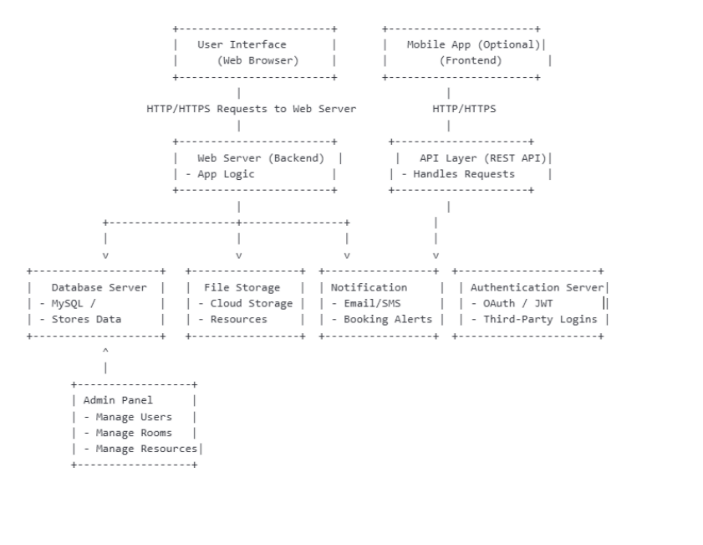 User Interface
(Web Browser)
Mobile App (Optional)
(Frontend)
HTTP/HTTPS Requests to Web Server
HTTP/HTTPS
Web Server (Backend)
- App Logic
API Layer (REST API)
- Handles Requests
Database Server
- MySQL /
- Stores Data
File Storage
- Cloud Storage
- Resources
Notification
- Email/SMS
- Booking Alerts
Authentication Server
- OAuth / JWT
- Third-Party Logins
Admin Panel
- Manage Users
- Manage Rooms
- Manage Resources